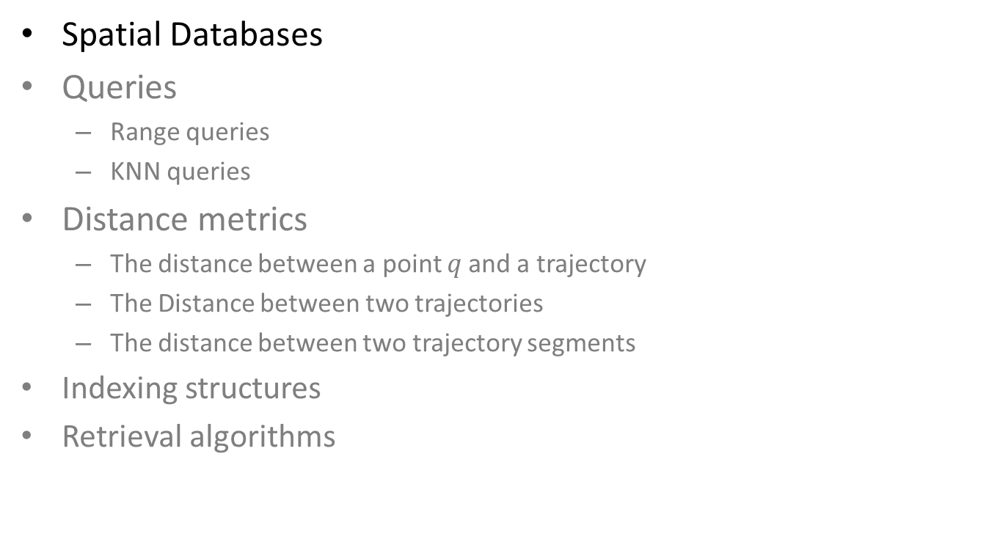 • Spatial Databases
• Queries
– Range queries
– KNN queries
• Distance metrics
– The distance between a point q and a trajectory
– The Distance between two trajectories
– The distance between two trajectory segments
• Indexing structures
• Retrieval algorithms